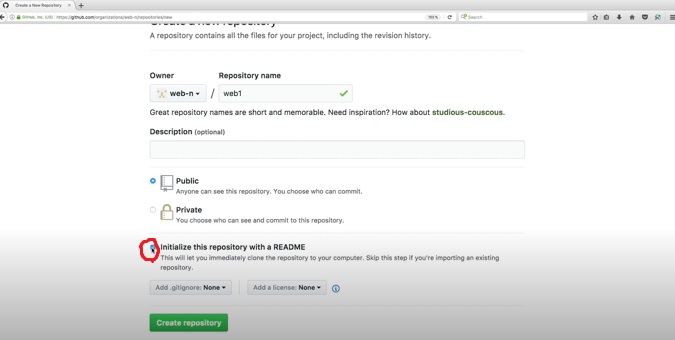 Create a New Repository
GitHub, Inc. (US)
https://github.com/organizations/web-n/repositories/new
Search
Create a new repository
A repository contains all the files for your project, including the revision history.
Owner
Repository name
web-n / web1
Great repository names are short and memorable. Need inspiration? How about studious-couscous.
Description (optional)
Public
Anyone can see this repository. You choose who can commit.
Private
You choose who can see and commit to this repository.
Initialize this repository with a README
This will let you immediately clone the repository to your computer. Skip this step if you're importing an existing
repository.
Add .gitignore: None
Add a license: None
Create repository